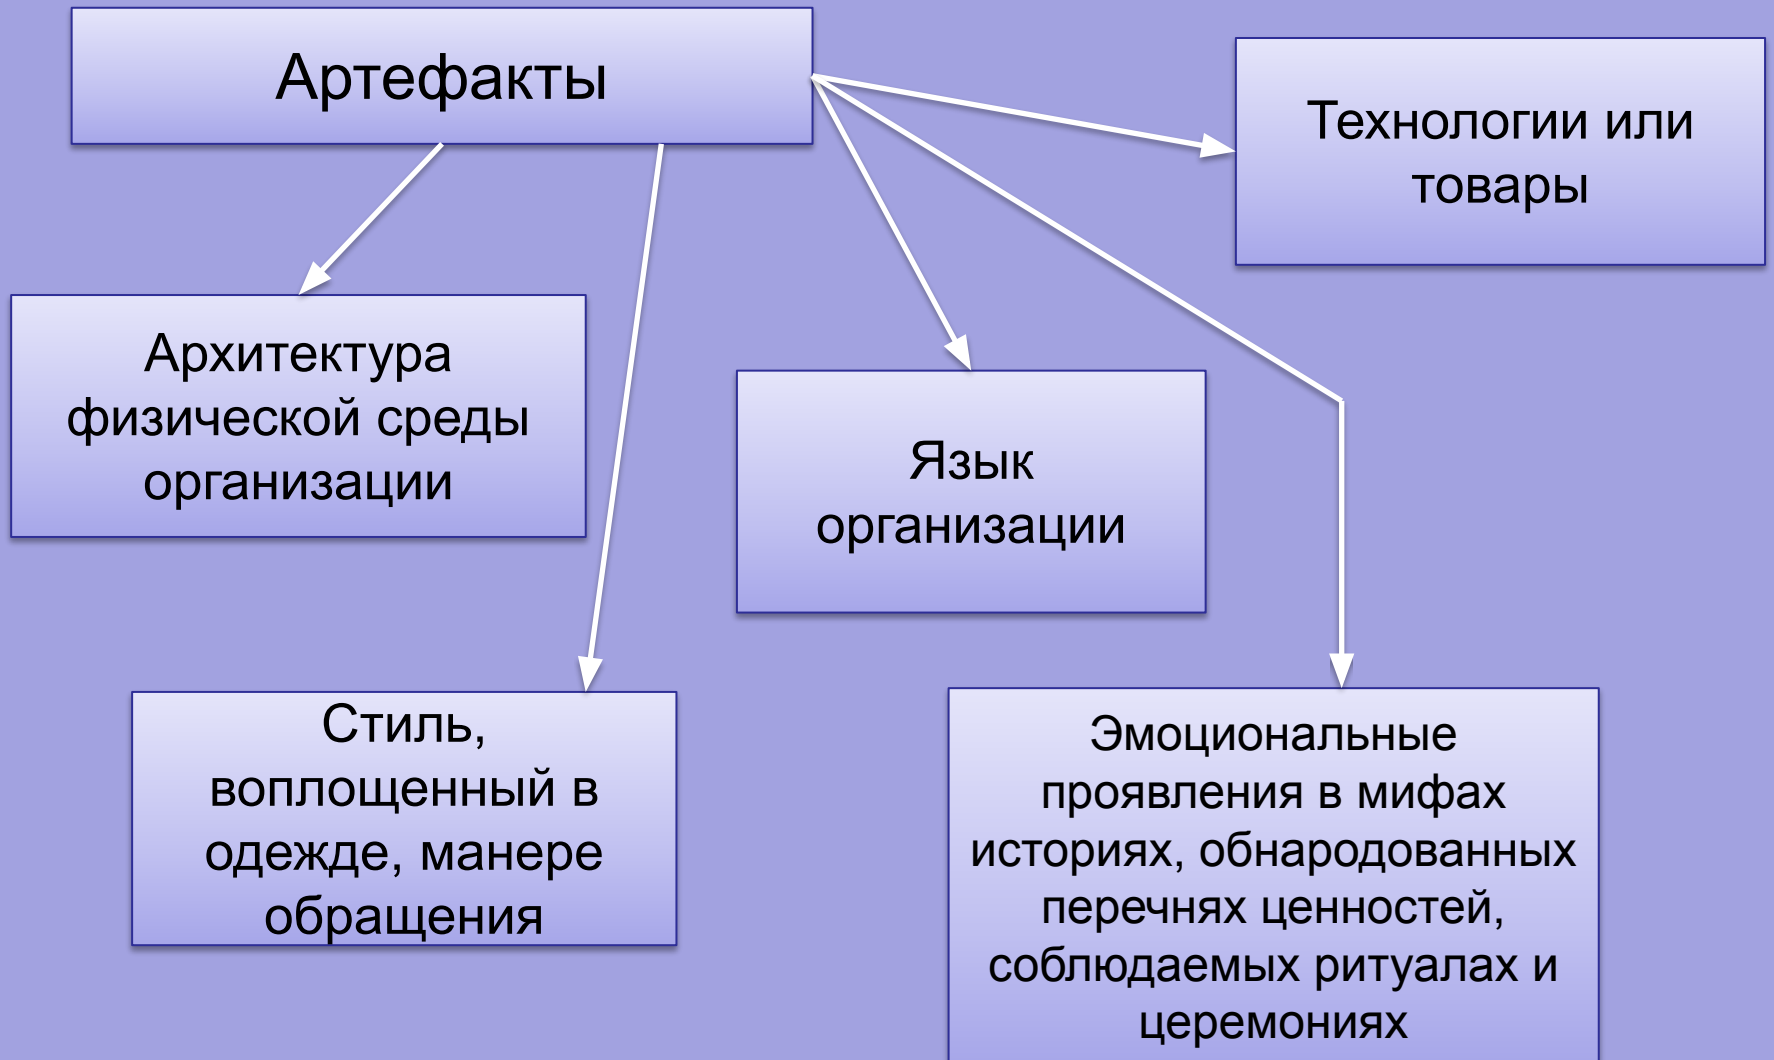 Артефакты
Технологии или
товары
Архитектура
физической среды
организации
Язык
организации
Стиль,
воплощенный в
одежде, манере
обращения
Эмоциональные
проявления в мифах
историях, обнародованных
перечнях ценностей,
соблюдаемых ритуалах и
церемониях